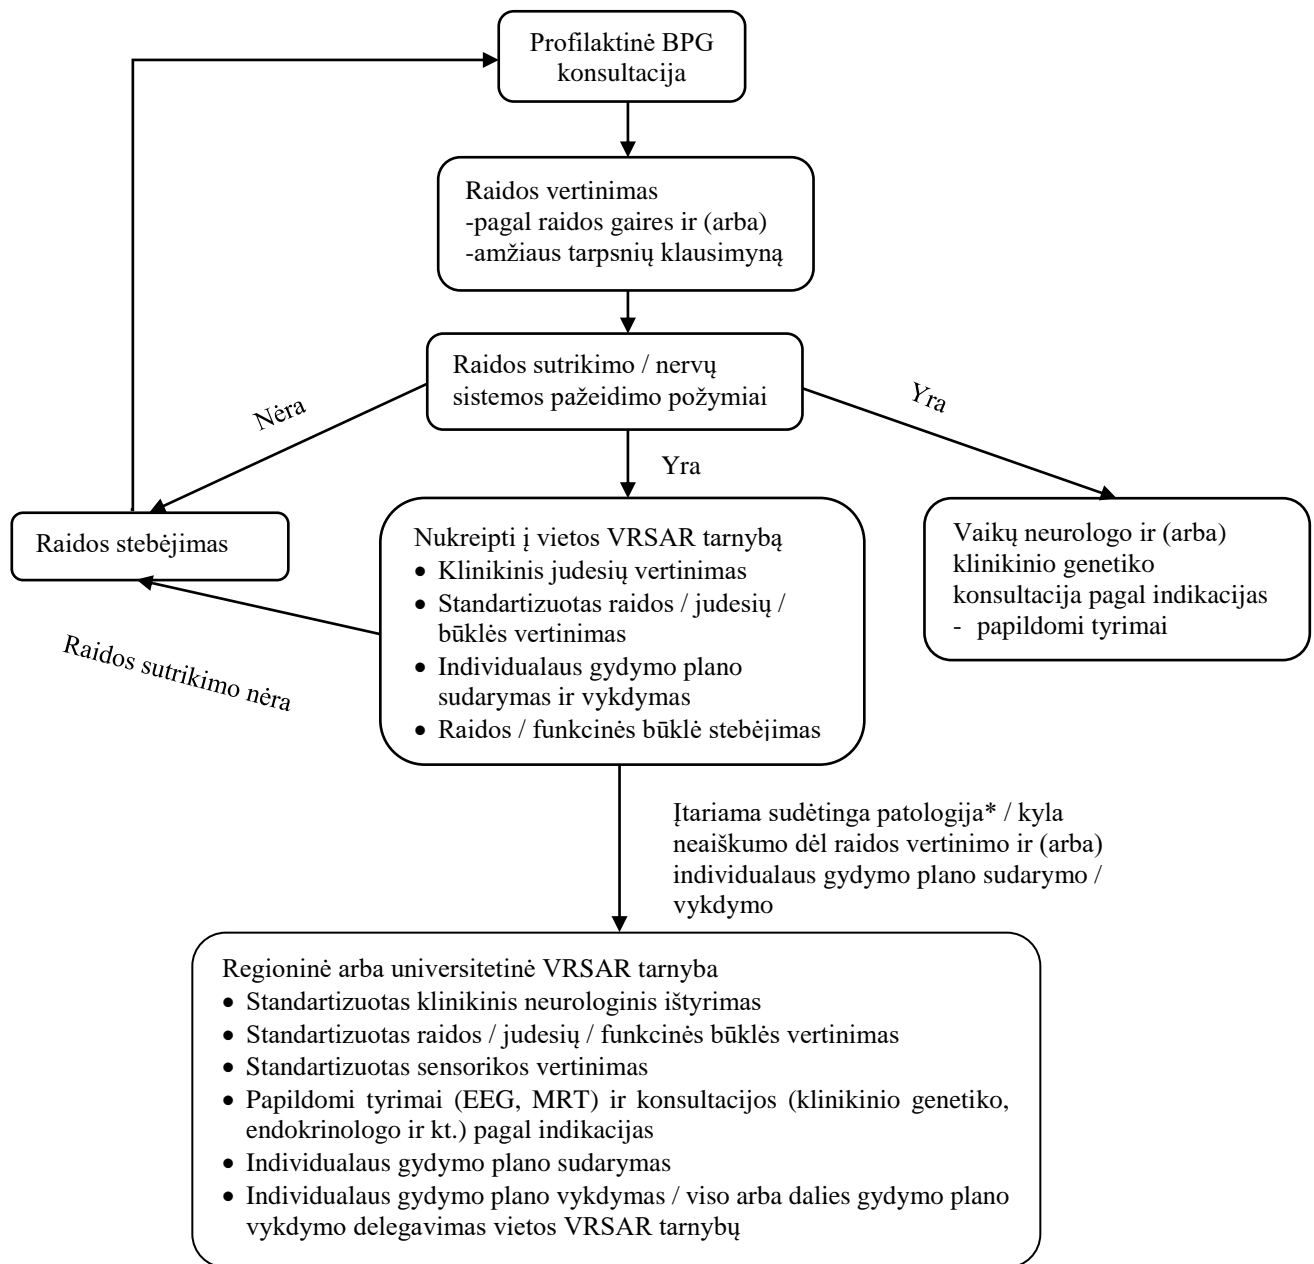 Profilaktinė BPG
konsultacija
Raidos vertinimas
-pagal raidos gaires ir (arba)
-amžiaus tarpsnių klausimyną
Raidos sutrikimo / nervų
sistemos pažeidimo požymiai
Nėra
Yra
Yra
Raidos stebėjimas
Nukreipti į vietos VRSAR tarnybą
• Klinikinis judesių vertinimas
• Standartizuotas raidos / judesių /
būklės vertinimas
• Individualaus gydymo plano
sudarymas ir vykdymas
• Raidos / funkcinės būklė stebėjimas
Vaikų neurologo ir (arba)
klinikinio genetiko
konsultacija pagal indikacijas
- papildomi tyrimai
Raidos sutrikimo nėra
Įtariama sudėtinga patologija* / kyla
neaiškumo dėl raidos vertinimo ir (arba)
individualaus gydymo plano sudarymo /
vykdymo
Regioninė arba universitetinė VRSAR tarnyba
• Standartizuotas klinikinis neurologinis ištyrimas
• Standartizuotas raidos / judesių / funkcinės būklės vertinimas
• Standartizuotas sensorikos vertinimas
• Papildomi tyrimai (EEG, MRT) ir konsultacijos (klinikinio genetiko,
endokrinologo ir kt.) pagal indikacijas
• Individualaus gydymo plano sudarymas
• Individualaus gydymo plano vykdymas / viso arba dalies gydymo plano
vykdymo delegavimas vietos VRSAR tarnybų